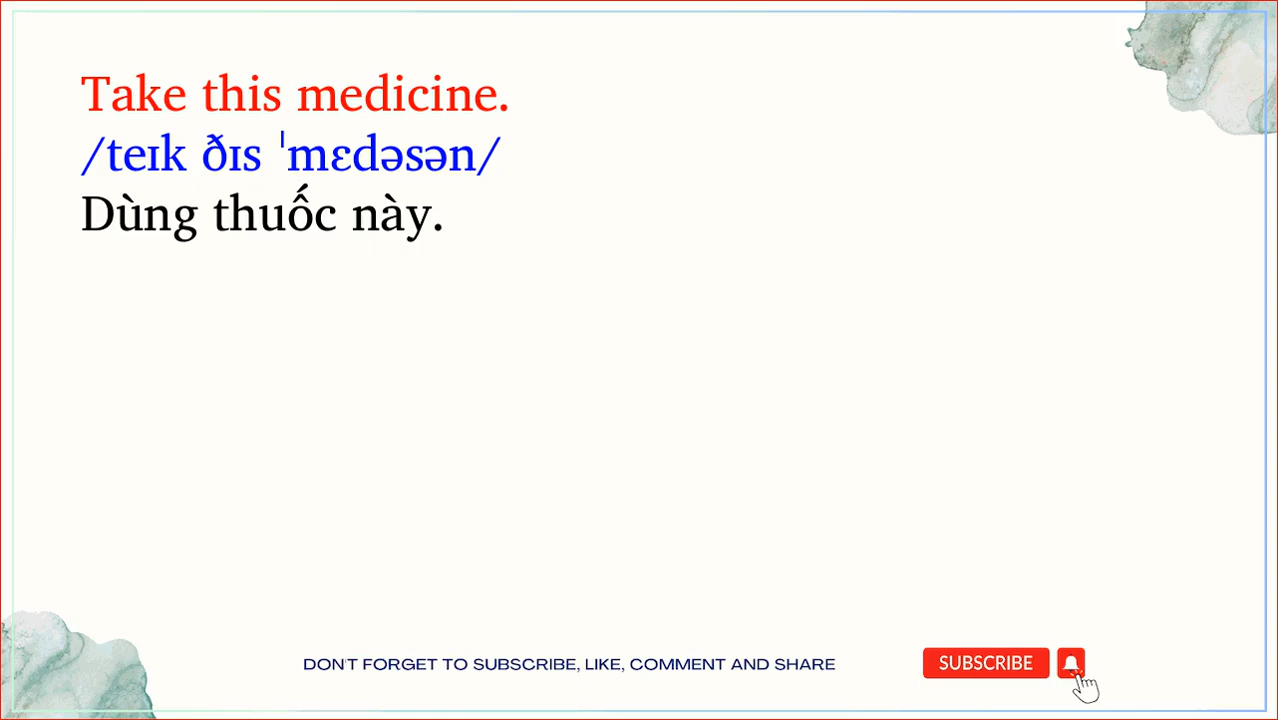 Take this medicine.
/teɪk ðɪs ˈmɛdəsən/
Dùng thuốc này.
DON'T FORGET TO SUBSCRIBE, LIKE, COMMENT AND SHARE
SUBSCRIBE